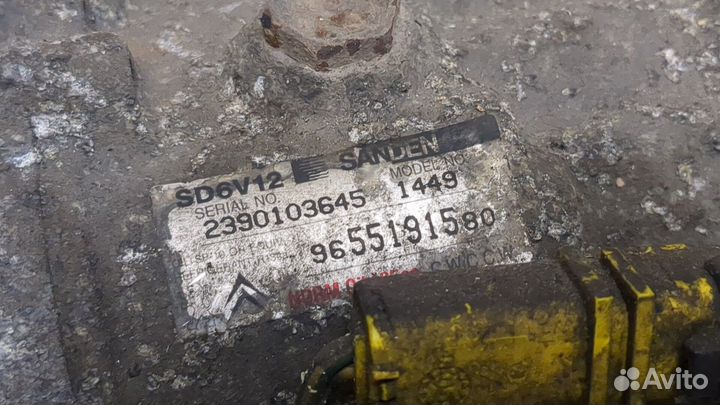 SD6V12 SANDEN
SERIAL NO. MODEL NO.
2390103645 1449
9655191580
Avito